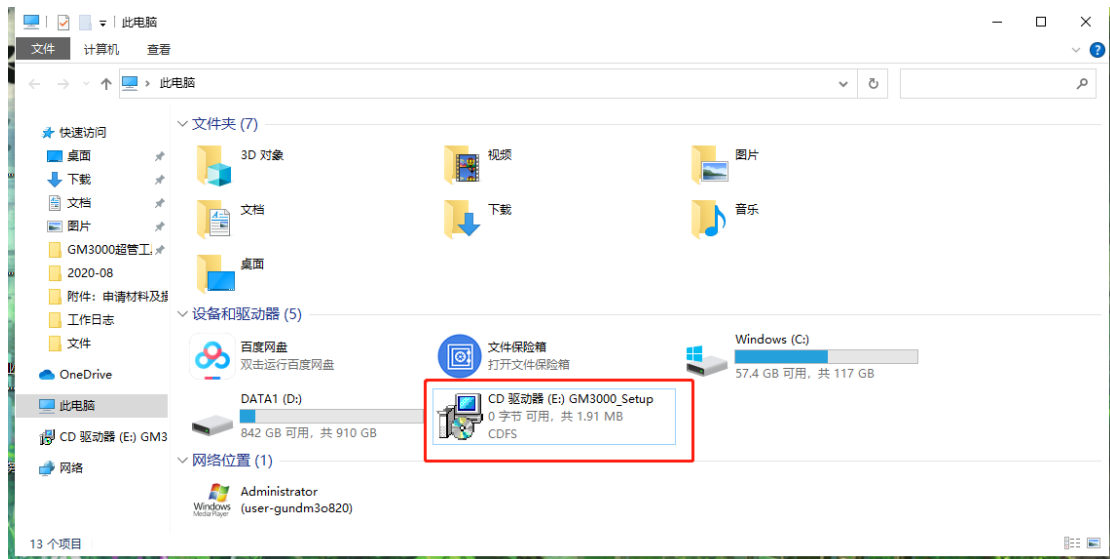 此电脑
文件 计算机 查看
此电脑
快速访问
桌面
下载
文档
图片
GM3000超管工
2020-08
附件：申请材料及
工作日志
文件
OneDrive
此电脑
CD 驱动器 (E:) GM3
网络
文件夹 (7)
3D 对象
视频
图片
文档
下载
音乐
桌面
设备和驱动器 (5)
百度网盘
双击运行百度网盘
文件保险箱
打开文件保险箱
Windows (C:)
57.4 GB 可用，共 117 GB
DATA1 (D:)
842 GB 可用，共 910 GB
CD 驱动器 (E:) GM3000_Setup
0 字节 可用，共 1.91 MB
CDFS
网络位置 (1)
Windows
Media Player
Administrator
(user-gundm3o820)
13 个项目